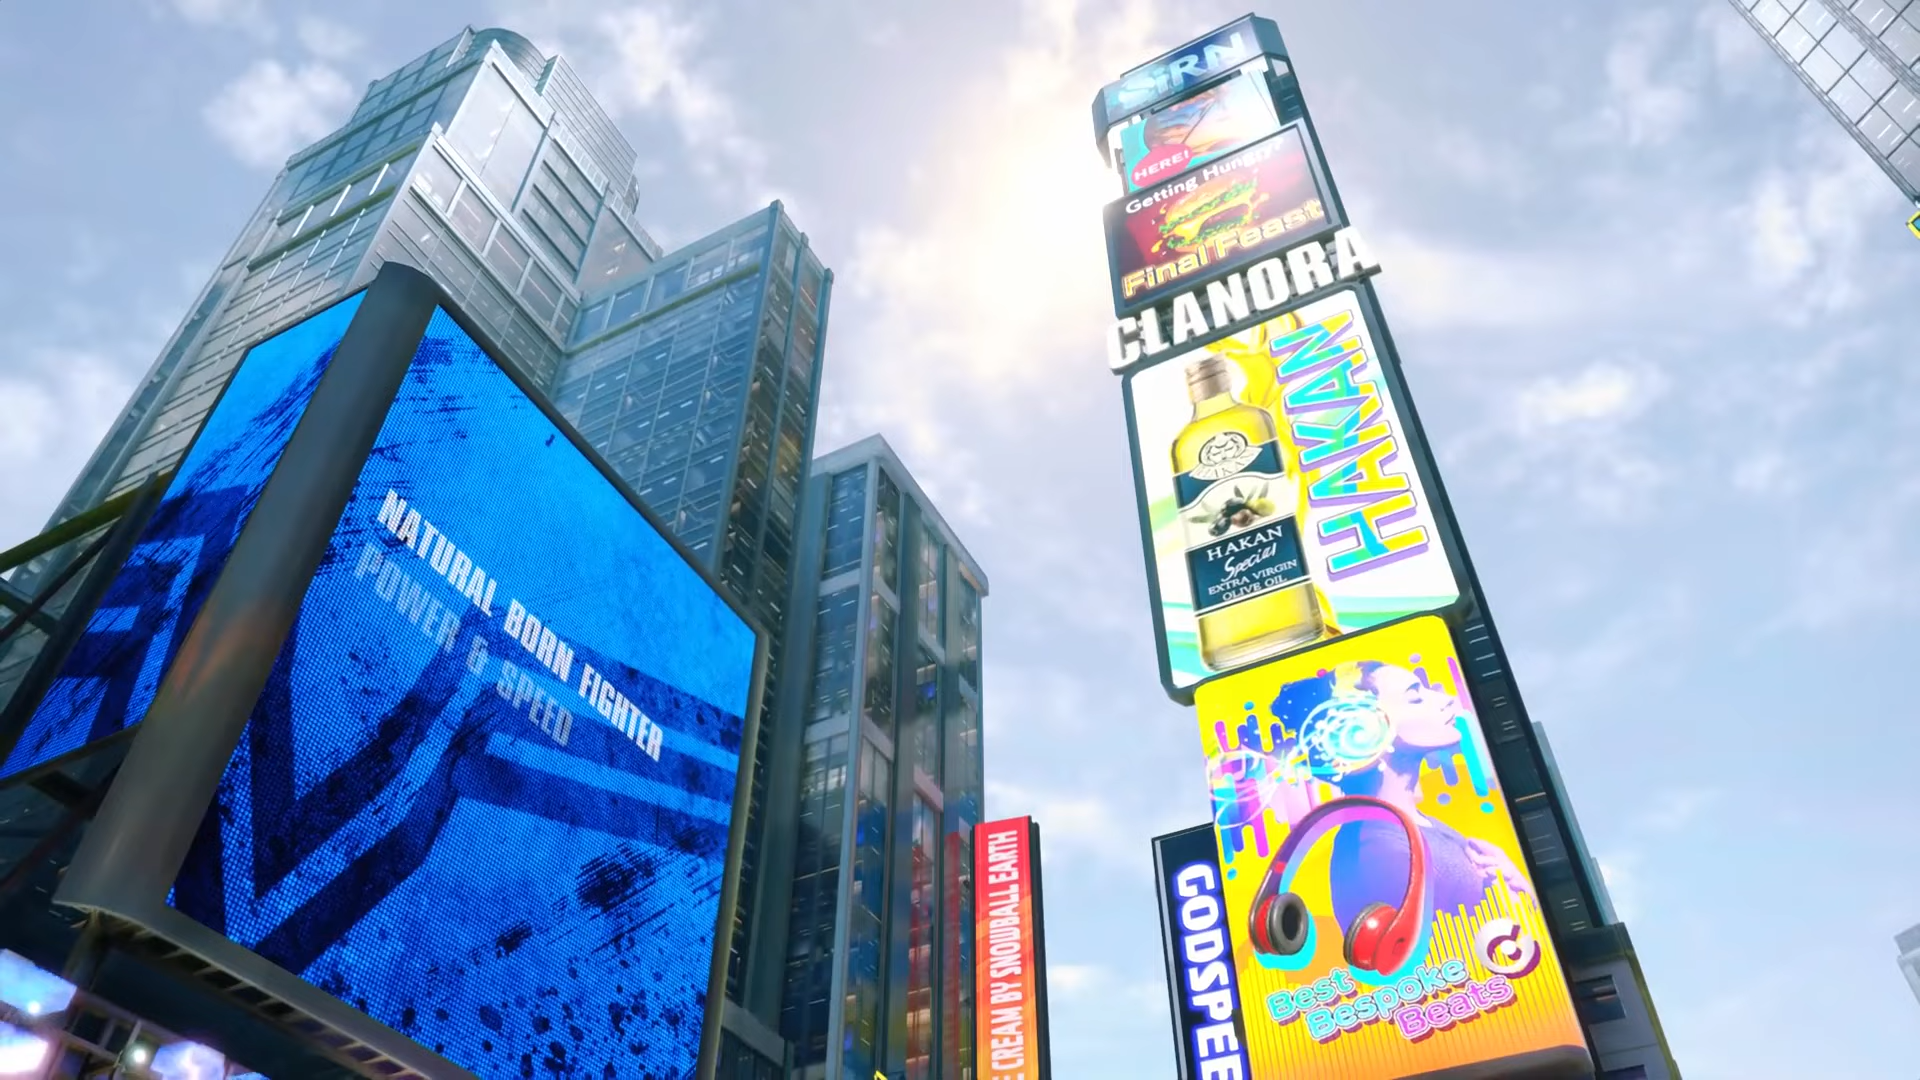 NATURAL BORN FIGHTER
POWER & SPEED
SiRN
HERE!
Getting Hungry?
Final Feast
CLANORA
HAKAN
HAKAN
Special
EXTRA VIRGIN
OLIVE OIL
Best
Bespoke
Beats
GODSPEE
E CREAM BY SNOWBALL EARTH